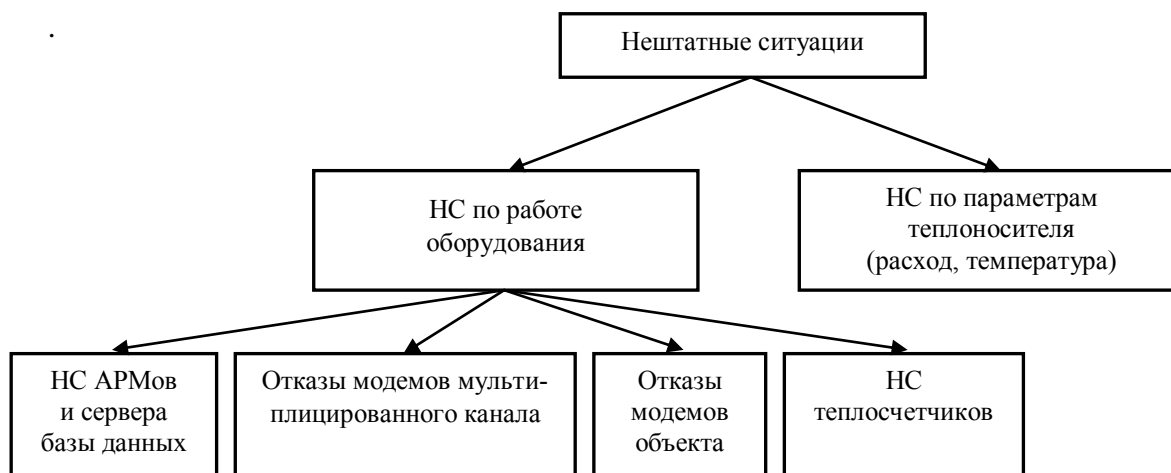 .
Нештатные ситуации
НС по работе
оборудования
НС по параметрам
теплоносителя
(расход, температура)
НС АРМов
и сервера
базы данных
Отказы модемов мульти-
плицированного канала
Отказы
модемов
объекта
НС
теплосчетчиков